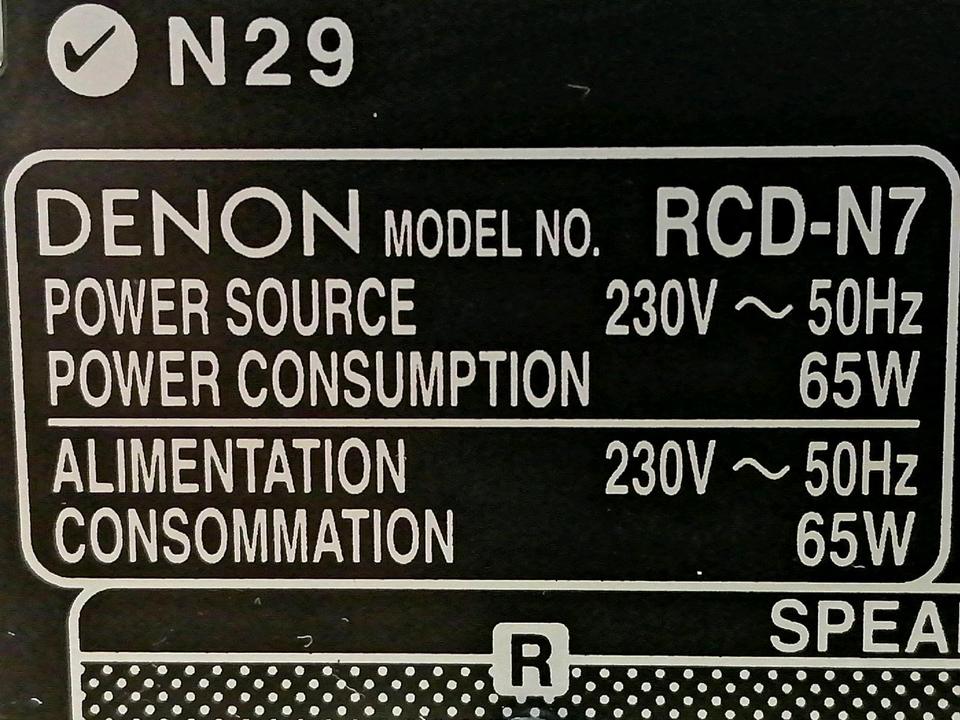 N29
DENON MODEL NO. RCD-N7
POWER SOURCE 230V ~ 50Hz
POWER CONSUMPTION 65W
ALIMENTATION 230V ~ 50Hz
CONSOMMATION 65W
SPEA
R